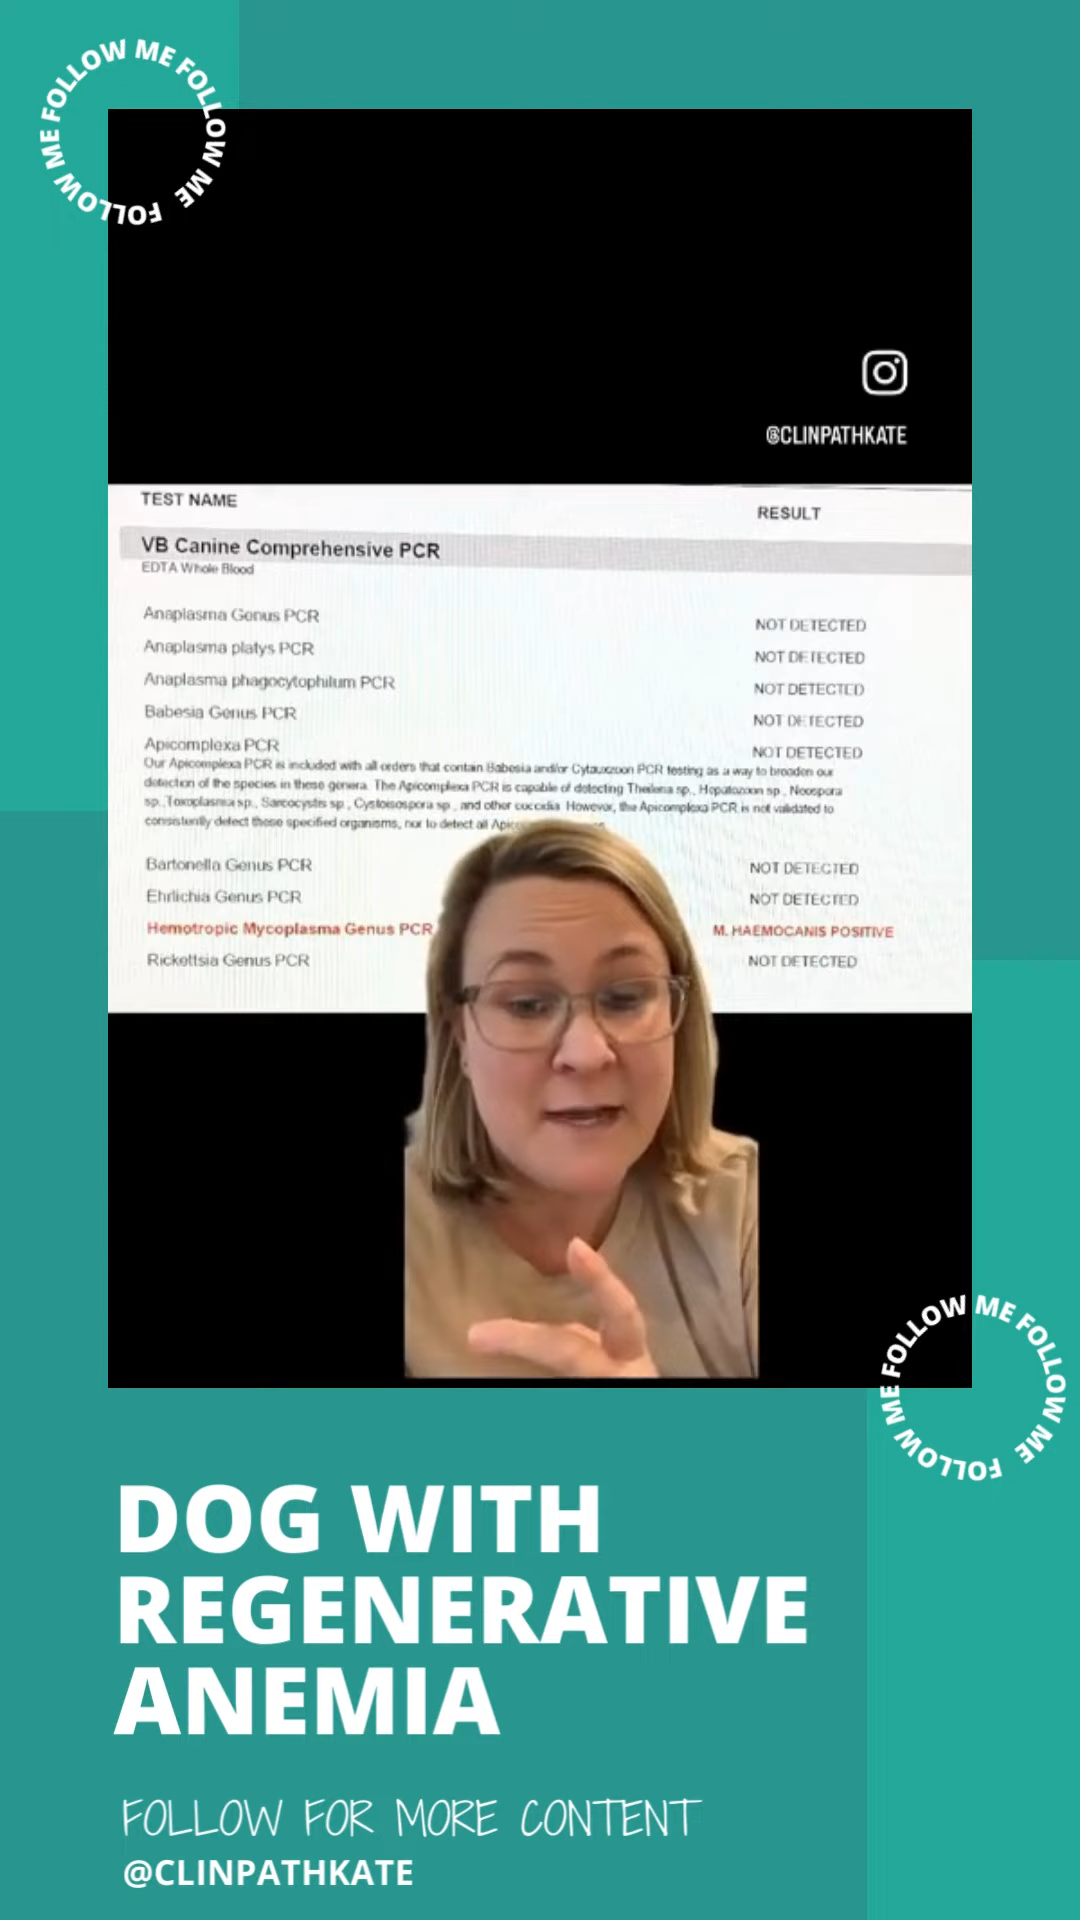 FOLLOW ME FOLLOW ME FOLLOW ME
@CLINPATHKATE
TEST NAME
RESULT
VB Canine Comprehensive PCR
EDTA Whole Blood
Anaplasma Genus PCR NOT DETECTED
Anaplasma platys PCR NOT DETECTED
Anaplasma phagocytophilum PCR NOT DETECTED
Babesia Genus PCR NOT DETECTED
Apicomplexa PCR NOT DETECTED
Our Apicomplexa PCR is included with all orders that contain Babesia and/or Cytauxzoon PCR testing as a way to broaden our
detection of the species in these genera. The Apicomplexa PCR is capable of detecting Theileria sp., Hepatozoon sp., Neospora
sp., Toxoplasma sp., Sarcocystis sp., Cystoisospora sp., and other coccidia. However, the Apicomplexa PCR is not validated to
consistently detect these specified organisms, nor to detect all
Bartonella Genus PCR NOT DETECTED
Ehrlichia Genus PCR NOT DETECTED
Hemotropic Mycoplasma Genus PCR M. HAEMOCANIS POSITIVE
Rickettsia Genus PCR NOT DETECTED
FOLLOW ME FOLLOW ME FOLLOW ME
DOG WITH
REGENERATIVE
ANEMIA
FOLLOW FOR MORE CONTENT
@CLINPATHKATE